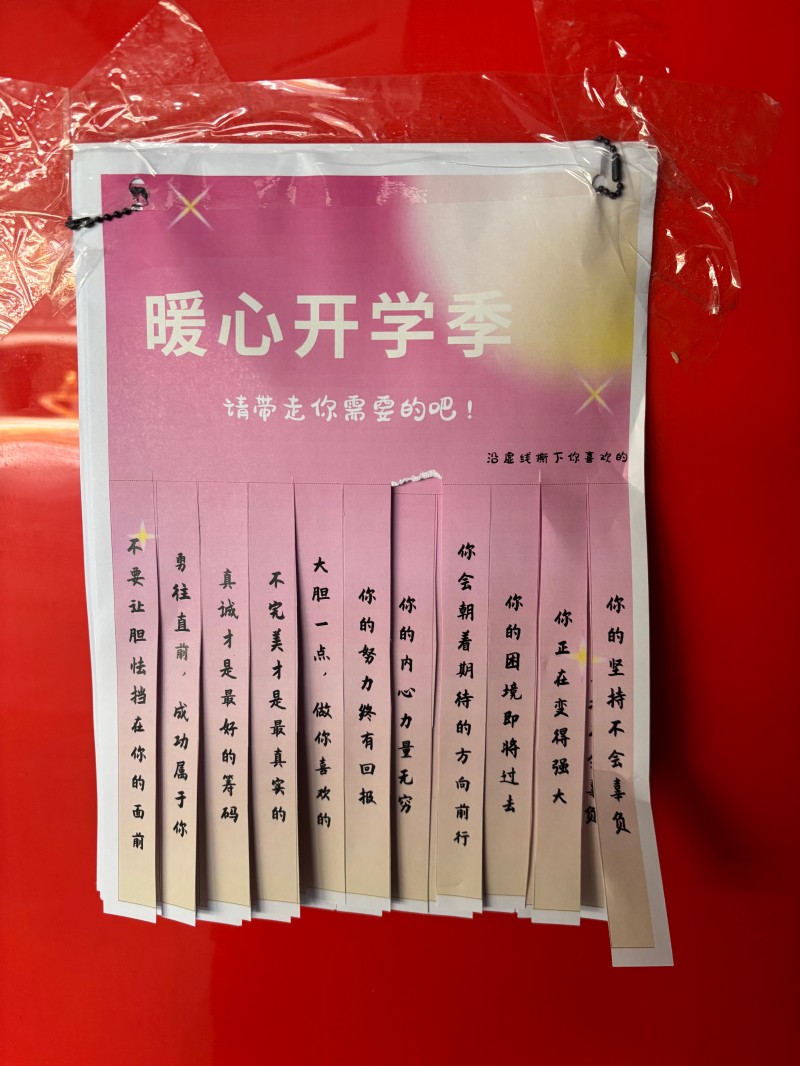 暖心开学季
请带走你需要的吧！
沿虚线撕下你喜欢的
不要让胆怯挡在你的面前
勇往直前，成功属于你
真诚才是最好的筹码
不完美才是最真实的
大胆一点，做你喜欢的
你的努力终有回报
你的内心力量无穷
你会朝着期待的方向前行
你的困境即将过去
你正在变得强大
你的坚持不会辜负